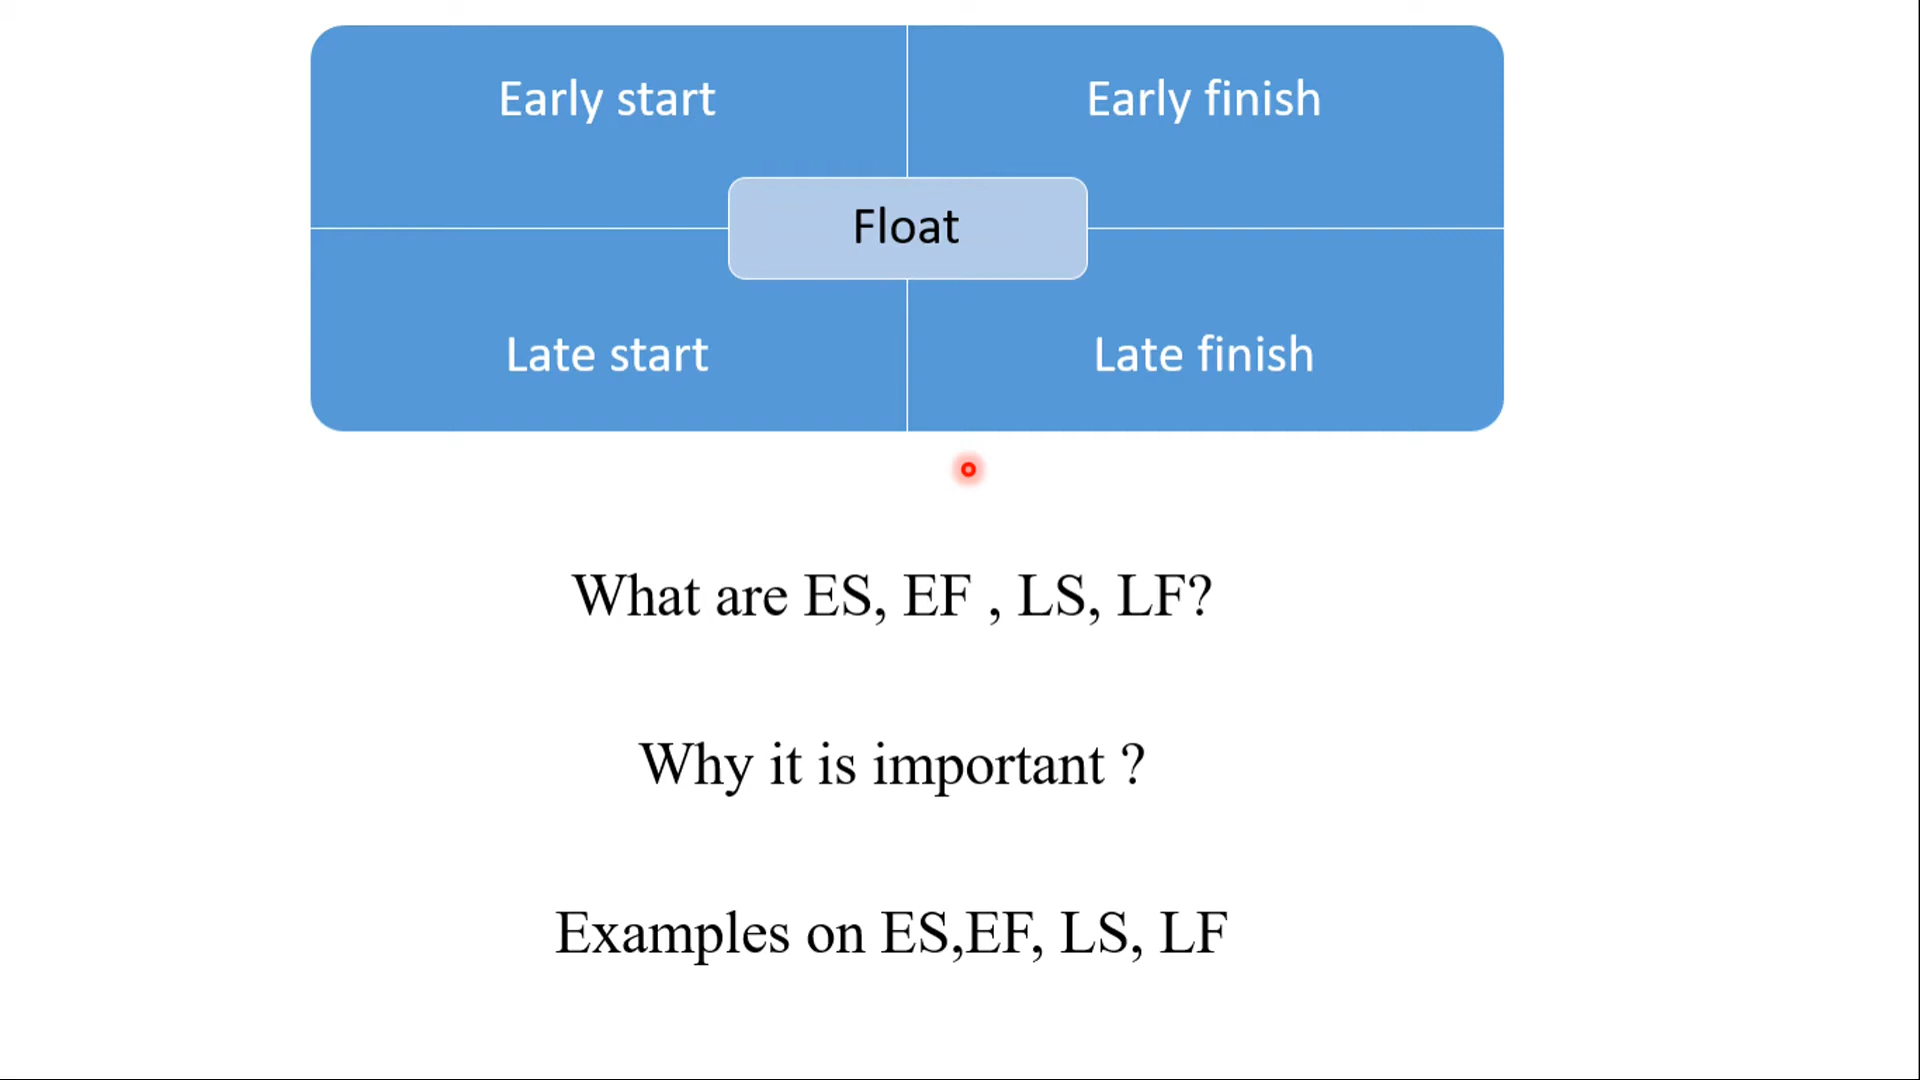 Early start
Early finish
Float
Late start
Late finish
What are ES, EF , LS, LF?
Why it is important ?
Examples on ES,EF, LS, LF